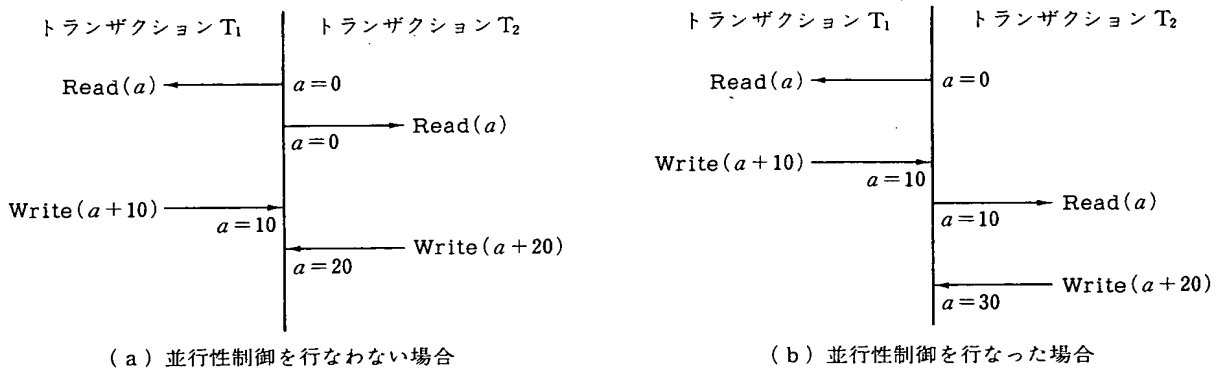 トランザクションT₁ トランザクションT₂
Read(a) a=0
a=0 Read(a)
Write(a+10) a=10
a=20 Write(a+20)
(a) 並行性制御を行なわない場合
トランザクションT₁ トランザクションT₂
Read(a) a=0
Write(a+10) a=10
a=10 Read(a)
a=30 Write(a+20)
(b) 並行性制御を行なった場合